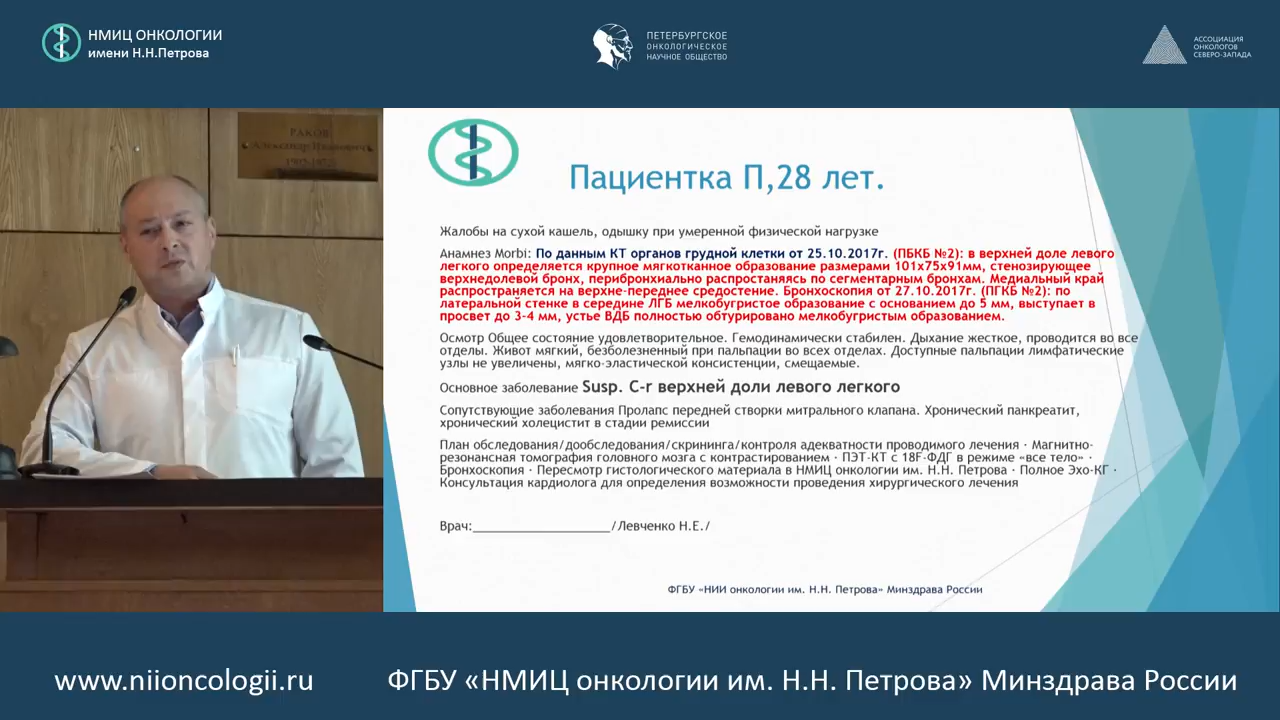 НМИЦ ОНКОЛОГИИ
имени Н.Н.Петрова
ПЕТЕРБУРГСКОЕ
ОНКОЛОГИЧЕСКОЕ
НАУЧНОЕ ОБЩЕСТВО
АССОЦИАЦИЯ
ОНКОЛОГОВ
СЕВЕРО-ЗАПАДА
РАКОВ
Александр Иванович
Пациентка П,28 лет.
Жалобы на сухой кашель, одышку при умеренной физической нагрузке
Анамнез Morbi: По данным КТ органов грудной клетки от 25.10.2017г. (ПБКБ №2): в верхней доле левого
легкого определяется крупное мягкотканное образование размерами 101x75x91мм, стенозирующее
верхнедолевой бронх, перибронхиально распространяясь по сегментарным бронхам. Медиальный край
распространяется на верхне-переднее средостение. Бронхоскопия от 27.10.2017г. (ПГКБ №2): по
латеральной стенке в середине ЛГБ мелкобугристое образование с основанием до 5 мм, выступает в
просвет до 3-4 мм, устье ВДБ полностью обтурировано мелкобугристым образованием.
Осмотр Общее состояние удовлетворительное. Гемодинамически стабилен. Дыхание жесткое, проводится во все
отделы. Живот мягкий, безболезненный при пальпации во всех отделах. Доступные пальпации лимфатические
узлы не увеличены, мягко-эластической консистенции, смещаемые.
Основное заболевание Susp. C-r верхней доли левого легкого
Сопутствующие заболевания Пролапс передней створки митрального клапана. Хронический панкреатит,
хронический холецистит в стадии ремиссии
План обследования/дообследования/скрининга/контроля адекватности проводимого лечения · Магнитно-
резонансная томография головного мозга с контрастированием · ПЭТ-КТ с 18F-ФДГ в режиме «все тело» ·
Бронхоскопия · Пересмотр гистологического материала в НМИЦ онкологии им. Н.Н. Петрова · Полное Эхо-КГ ·
Консультация кардиолога для определения возможности проведения хирургического лечения
Врач:____________________/Левченко Н.Е./
ФГБУ «НИИ онкологии им. Н.Н. Петрова» Минздрава России
www.niioncologii.ru
ФГБУ «НМИЦ онкологии им. Н.Н. Петрова» Минздрава России